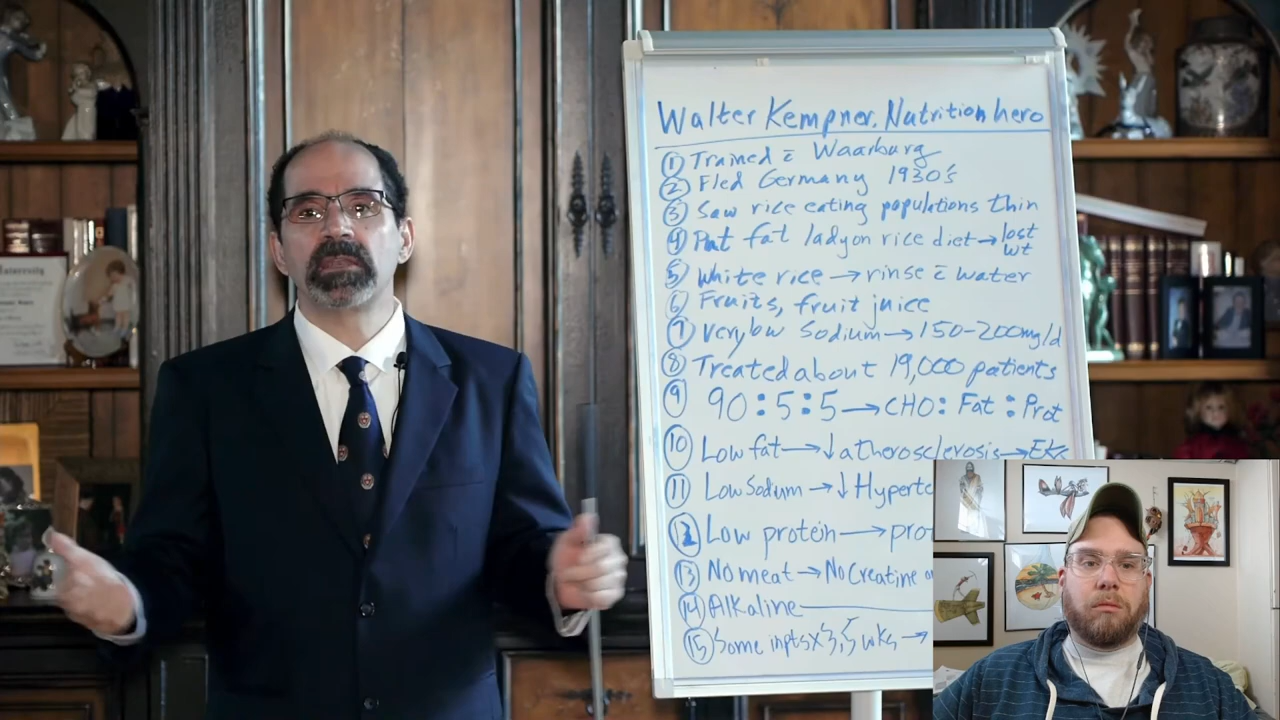 Walter Kempner. Nutrition hero
① Trained c̄ Waarburg
② Fled Germany 1930's
③ Saw rice eating populations thin
④ Put fat lady on rice diet→lost wt
⑤ White rice → rinse c̄ water
⑥ Fruits, fruit juice
⑦ Very low Sodium→150-200mg/d
⑧ Treated about 19,000 patients
⑨ 90:5:5→CHO:Fat:Prot
⑩ Low fat→↓atherosclerosis→
⑪ Low Sodium→↓Hyperte
⑫ Low protein→pro
⑬ No meat→No Creatine
⑭ Alkaline
⑮ Some inpts x 3,5 wks→